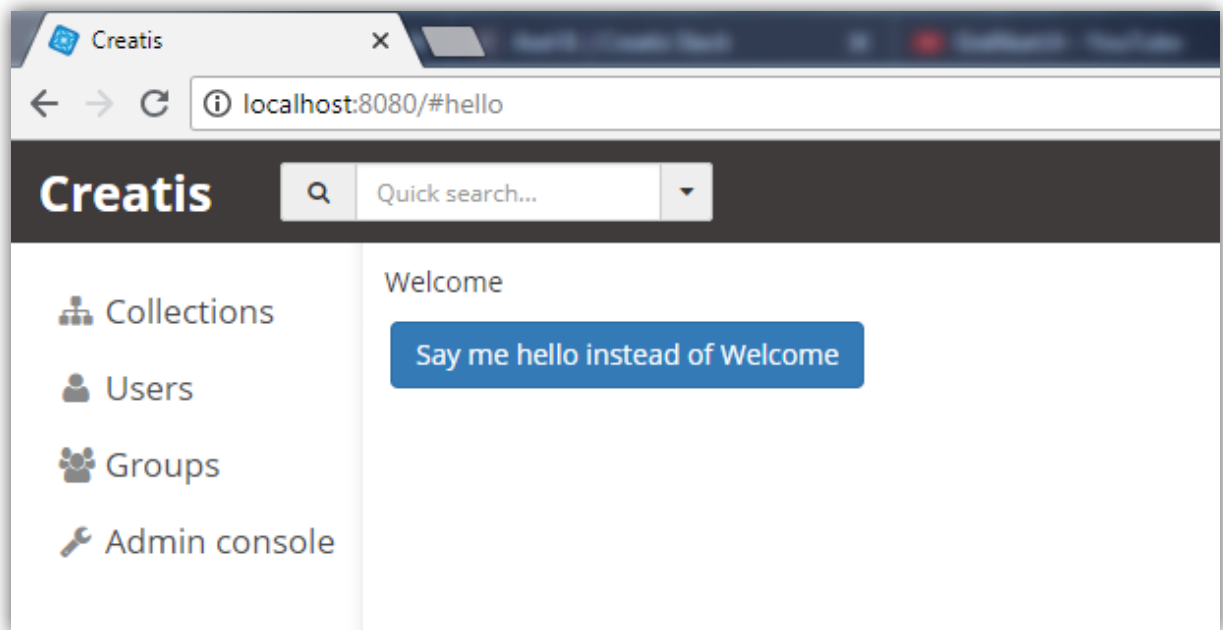 Creatis
localhost:8080/#hello
Creatis
Quick search...
Collections
Users
Groups
Admin console
Welcome
Say me hello instead of Welcome